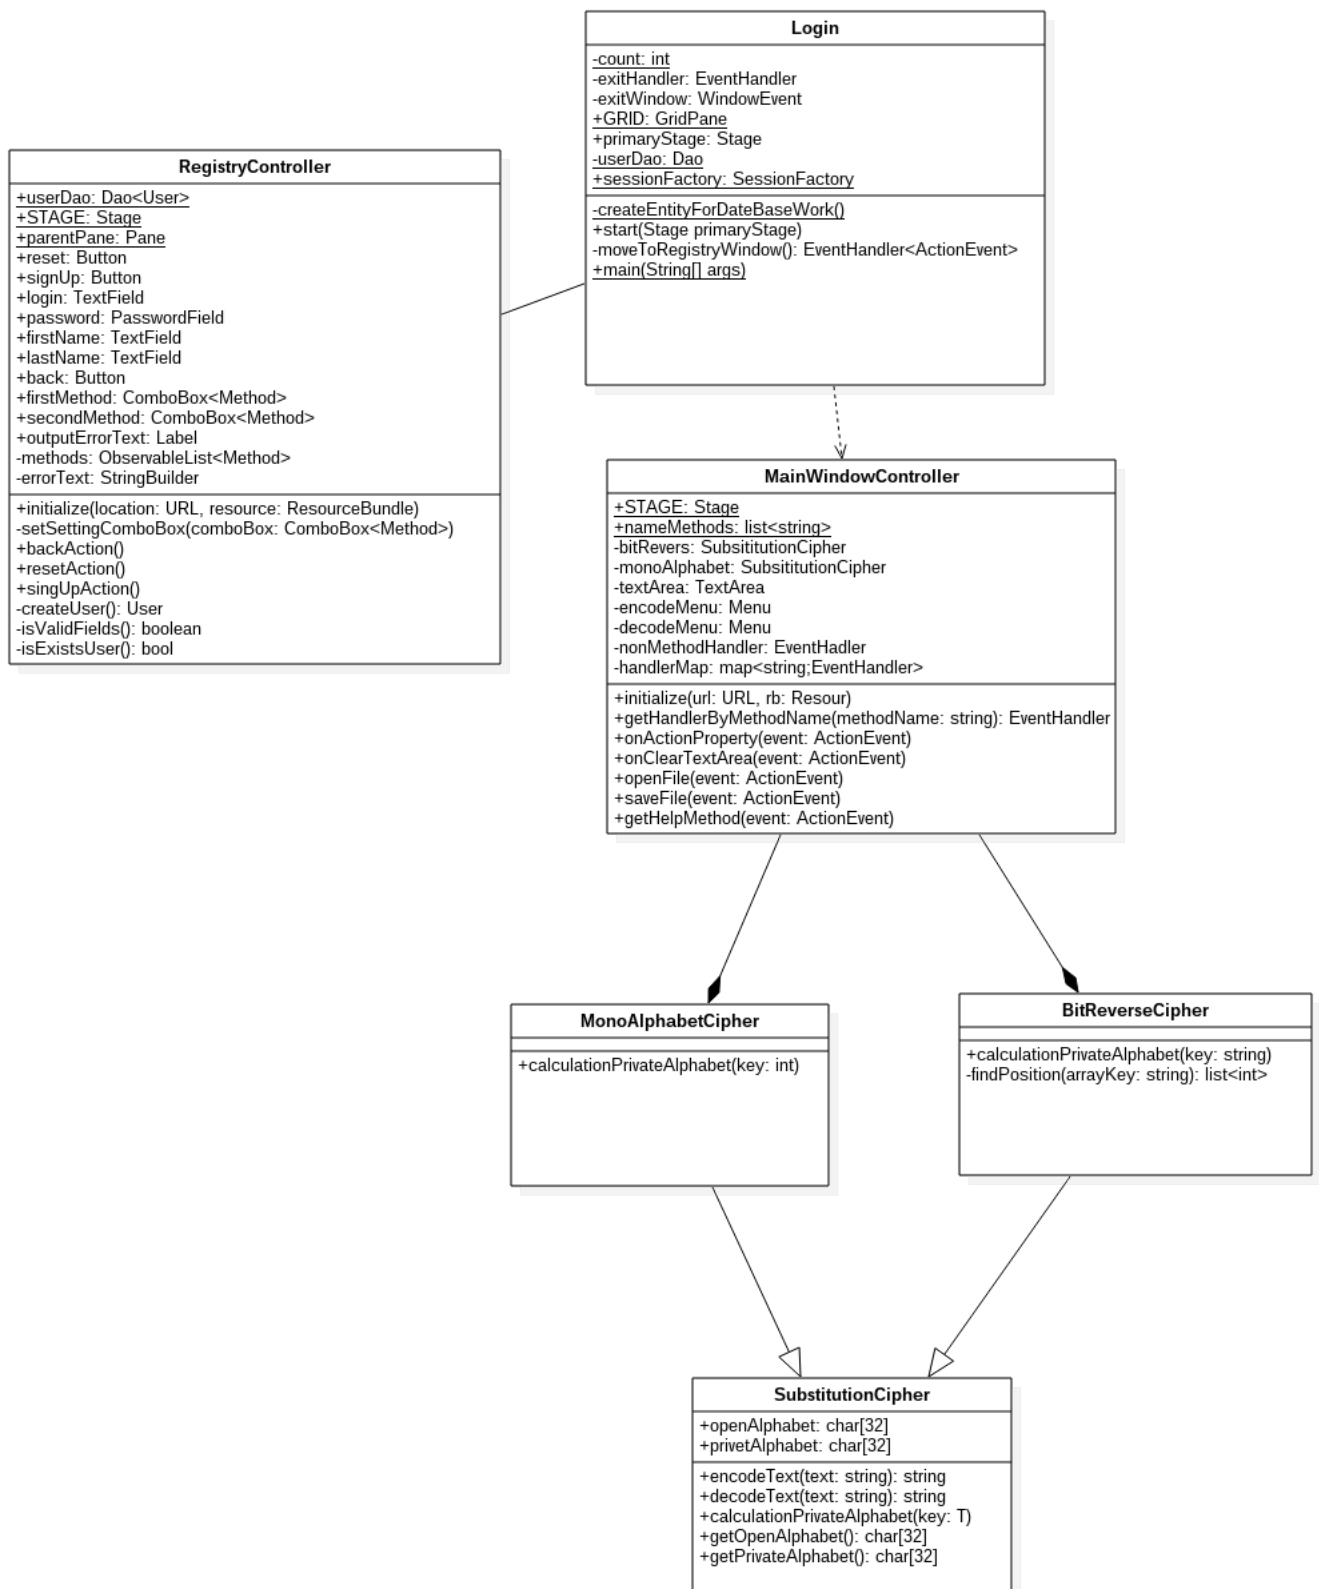 Login
-count: int
-exitHandler: EventHandler
-exitWindow: WindowEvent
+GRID: GridPane
+primaryStage: Stage
-userDao: Dao
+sessionFactory: SessionFactory
-createEntityForDateBaseWork()
+start(Stage primaryStage)
-moveToRegistryWindow(): EventHandler<ActionEvent>
+main(String[] args)
RegistryController
+userDao: Dao<User>
+STAGE: Stage
+parentPane: Pane
+reset: Button
+signUp: Button
+login: TextField
+password: PasswordField
+firstName: TextField
+lastName: TextField
+back: Button
+firstMethod: ComboBox<Method>
+secondMethod: ComboBox<Method>
+outputErrorText: Label
-methods: ObservableList<Method>
-errorText: StringBuilder
+initialize(location: URL, resource: ResourceBundle)
-setSettingComboBox(comboBox: ComboBox<Method>)
+backAction()
+resetAction()
+singUpAction()
-createUser(): User
-isValidFields(): boolean
-isExistsUser(): bool
MainWindowController
+STAGE: Stage
+nameMethods: list<string>
-bitRevers: SubsititutionCipher
-monoAlphabet: SubsititutionCipher
-textArea: TextArea
-encodeMenu: Menu
-decodeMenu: Menu
-nonMethodHandler: EventHadler
-handlerMap: map<string;EventHandler>
+initialize(url: URL, rb: Resour)
+getHandlerByMethodName(methodName: string): EventHandler
+onActionProperty(event: ActionEvent)
+onClearTextArea(event: ActionEvent)
+openFile(event: ActionEvent)
+saveFile(event: ActionEvent)
+getHelpMethod(event: ActionEvent)
MonoAlphabetCipher
+calculationPrivateAlphabet(key: int)
BitReverseCipher
+calculationPrivateAlphabet(key: string)
-findPosition(arrayKey: string): list<int>
SubstitutionCipher
+openAlphabet: char[32]
+privetAlphabet: char[32]
+encodeText(text: string): string
+decodeText(text: string): string
+calculationPrivateAlphabet(key: T)
+getOpenAlphabet(): char[32]
+getPrivateAlphabet(): char[32]